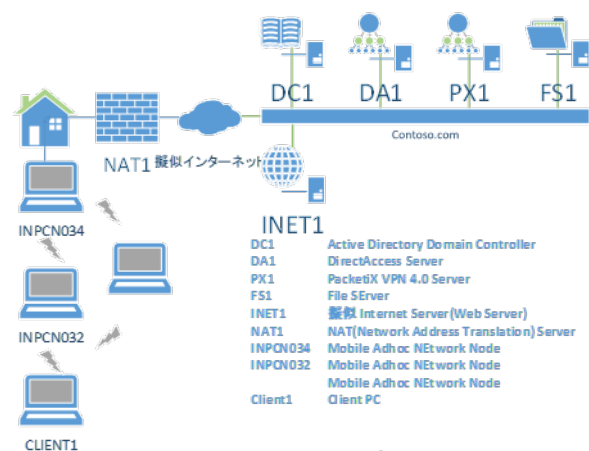 DC1 DA1 PX1 FS1
Contoso.com
NAT1 擬似インターネット
INPCN034
INET1
DC1 Active Directory Domain Controller
DA1 DirectAccess Server
PX1 PacketiX VPN 4.0 Server
FS1 File SErver
INET1 擬似 Internet Server(Web Server)
NAT1 NAT(Network Address Translation) Server
INPCN034 Mobile Adhoc NEtwork Node
INPCN032 Mobile Adhoc NEtwork Node
Mobile Adhoc NEtwork Node
Client1 Client PC
INPCN032
CLIENT1